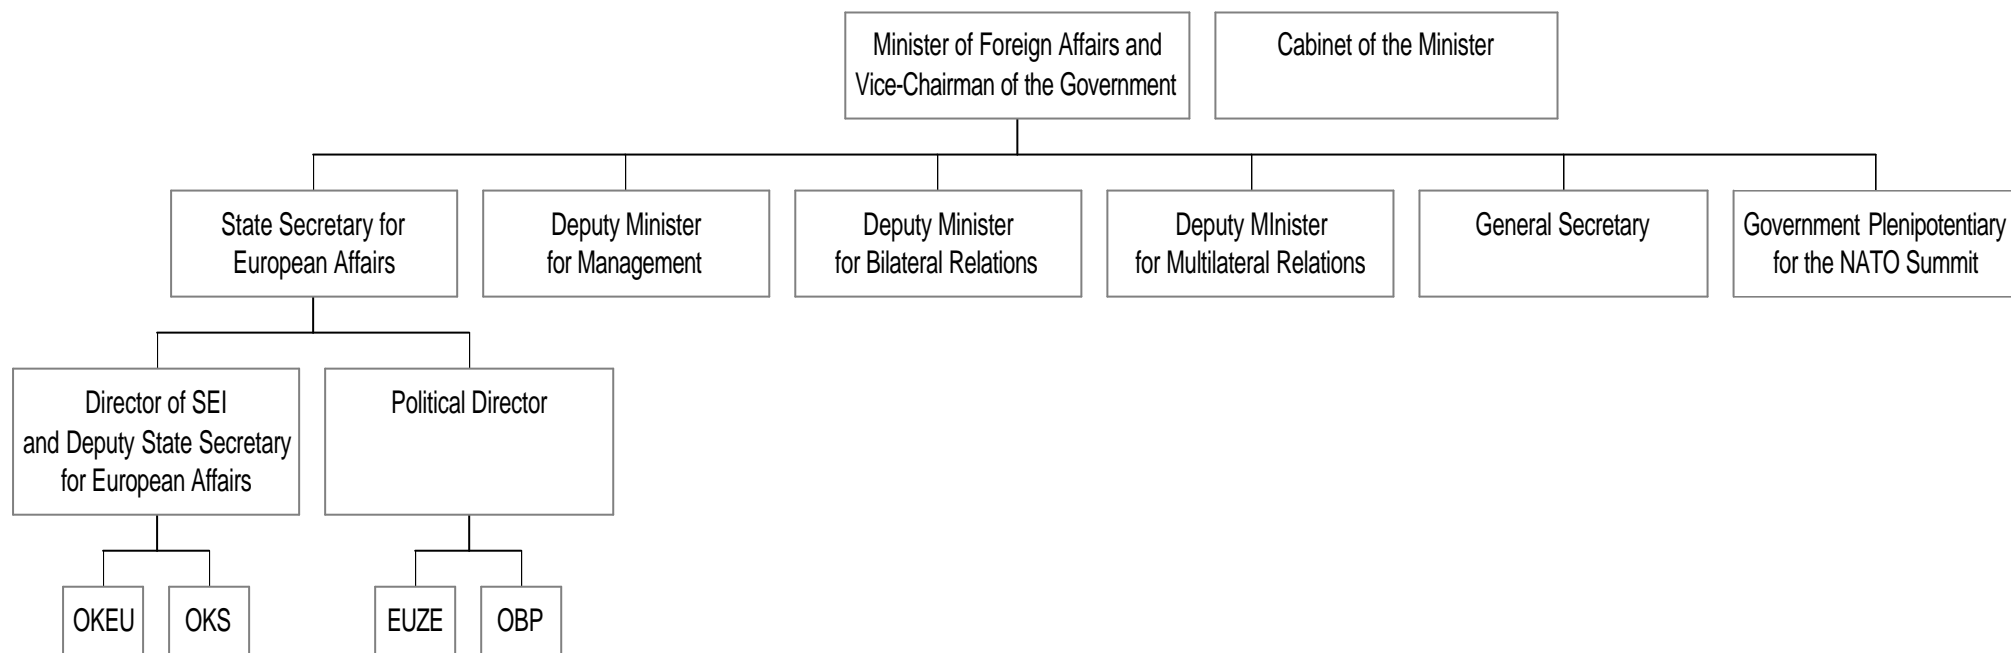 Minister of Foreign Affairs and
Vice-Chairman of the Government
Cabinet of the Minister
State Secretary for
European Affairs
Deputy Minister
for Management
Deputy Minister
for Bilateral Relations
Deputy MInister
for Multilateral Relations
General Secretary
Government Plenipotentiary
for the NATO Summit
Director of SEI
and Deputy State Secretary
for European Affairs
Political Director
OKEU
OKS
EUZE
OBP